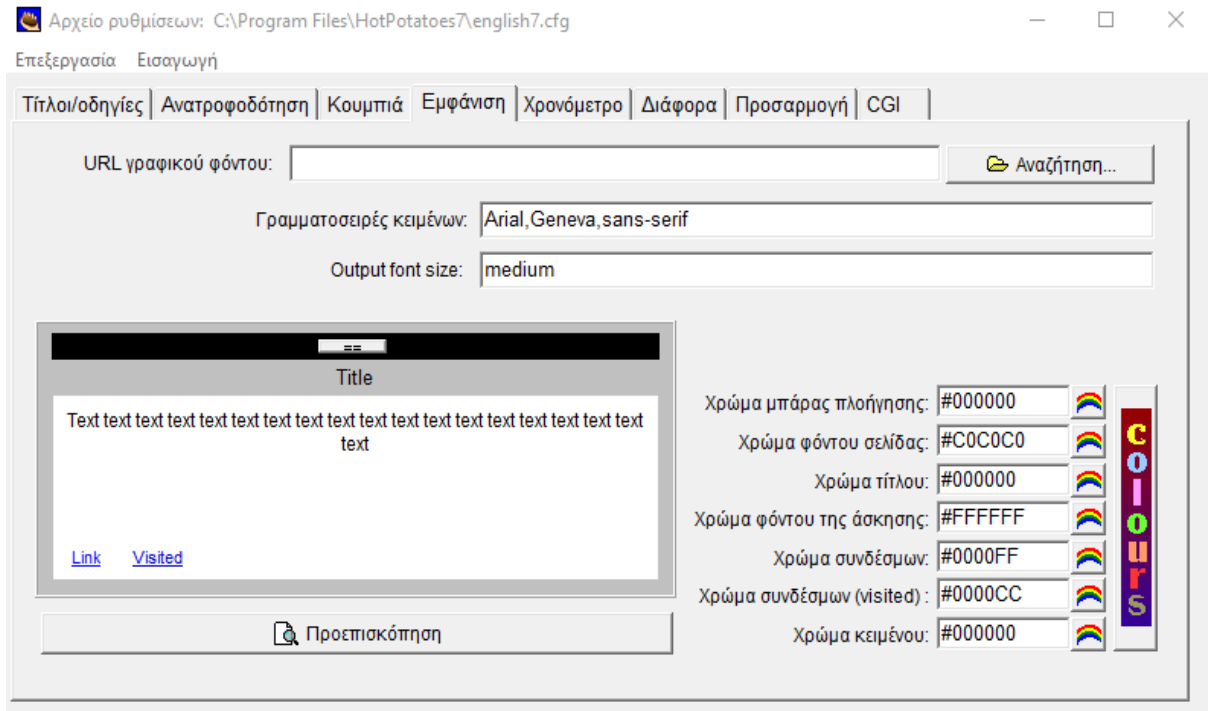 Αρχείο ρυθμίσεων: C:\Program Files\HotPotatoes7\english7.cfg
Επεξεργασία Εισαγωγή
Τίτλοι/οδηγίες Ανατροφοδότηση Κουμπιά Εμφάνιση Χρονόμετρο Διάφορα Προσαρμογή CGI
URL γραφικού φόντου: Αναζήτηση...
Γραμματοσειρές κειμένων: Arial,Geneva,sans-serif
Output font size: medium
==
Title
Text text text text text text text text text text text text text text text text text text
text
Link Visited
Προεπισκόπηση
Χρώμα μπάρας πλοήγησης: #000000
Χρώμα φόντου σελίδας: #C0C0C0
Χρώμα τίτλου: #000000
Χρώμα φόντου της άσκησης: #FFFFFF
Χρώμα συνδέσμων: #0000FF
Χρώμα συνδέσμων (visited) : #0000CC
Χρώμα κειμένου: #000000
colours